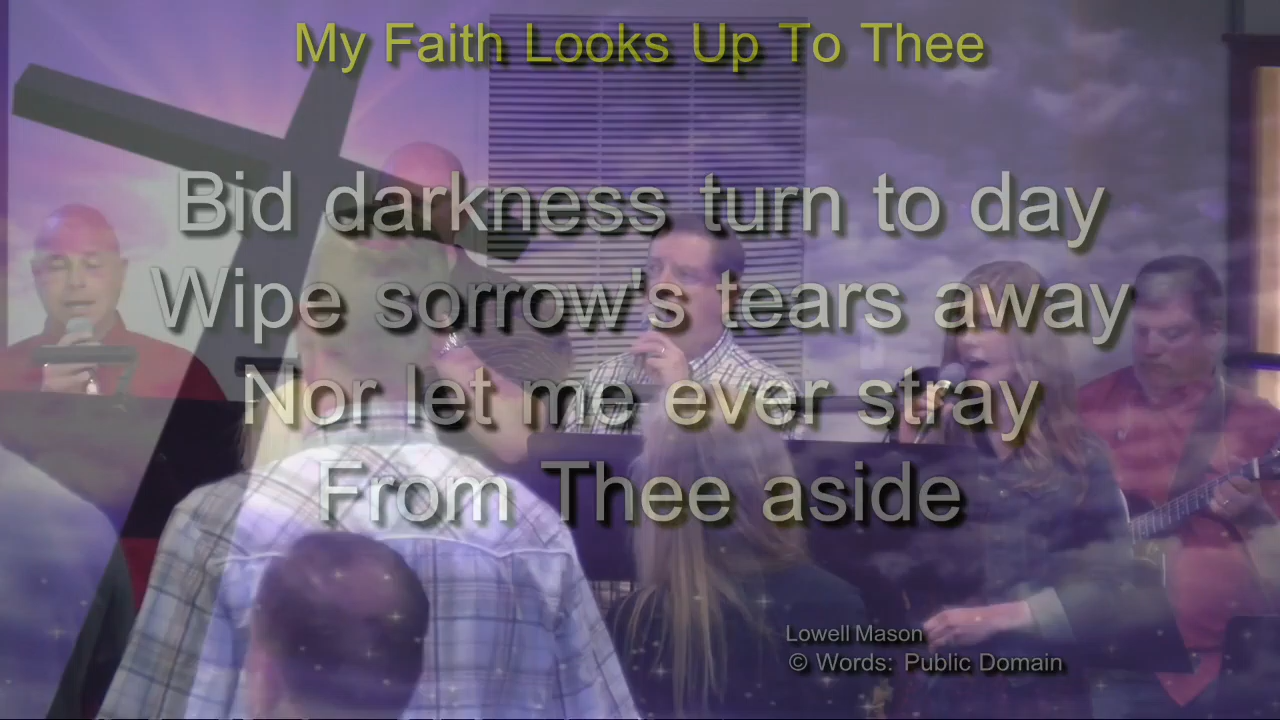 My Faith Looks Up To Thee
Bid darkness turn to day
Wipe sorrow's tears away
Nor let me ever stray
From Thee aside
Lowell Mason
© Words: Public Domain